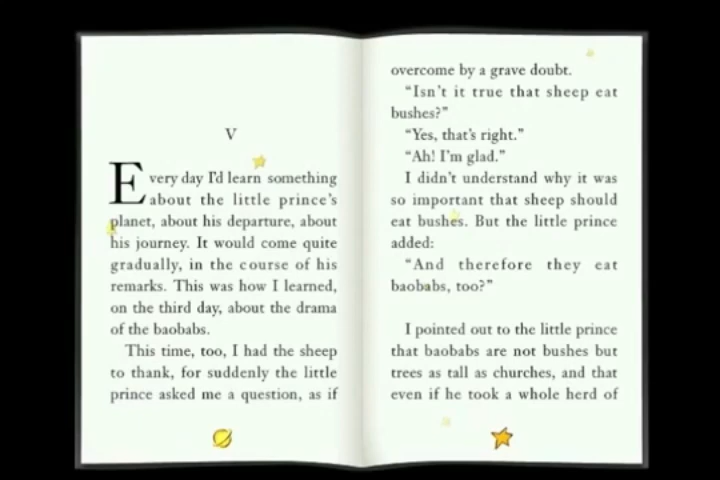 V
Every day I'd learn something
about the little prince's
planet, about his departure, about
his journey. It would come quite
gradually, in the course of his
remarks. This was how I learned,
on the third day, about the drama
of the baobabs.
This time, too, I had the sheep
to thank, for suddenly the little
prince asked me a question, as if
overcome by a grave doubt.
“Isn't it true that sheep eat
bushes?”
“Yes, that's right.”
“Ah! I'm glad.”
I didn't understand why it was
so important that sheep should
eat bushes. But the little prince
added:
“And therefore they eat
baobabs, too?”
I pointed out to the little prince
that baobabs are not bushes but
trees as tall as churches, and that
even if he took a whole herd of